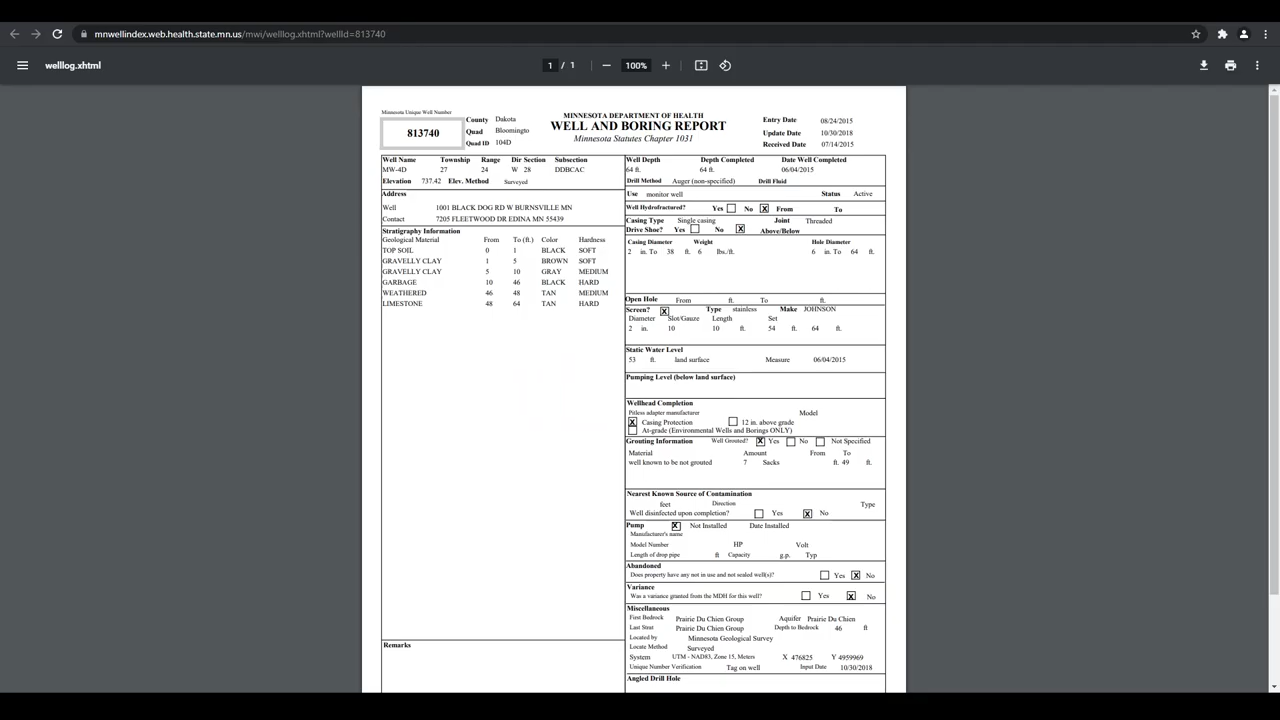 mnwellindex.web.health.state.mn.us/mwi/welllog.xhtml?wellId=813740
welllog.xhtml
1 / 1
100%
Minnesota Unique Well Number
813740
County Dakota
Quad Bloomingto
Quad ID 104D
MINNESOTA DEPARTMENT OF HEALTH
WELL AND BORING REPORT
Minnesota Statutes Chapter 1031
Entry Date 08/24/2015
Update Date 10/30/2018
Received Date 07/14/2015
Well Name Township Range Dir Section Subsection
MW-4D 27 24 W 28 DDBCAC
Elevation 737.42 Elev. Method Surveyed
Address
Well 1001 BLACK DOG RD W BURNSVILLE MN
Contact 7205 FLEETWOOD DR EDINA MN 55439
Stratigraphy Information
Geological Material From To (ft.) Color Hardness
TOP SOIL 0 1 BLACK SOFT
GRAVELLY CLAY 1 5 BROWN SOFT
GRAVELLY CLAY 5 10 GRAY MEDIUM
GARBAGE 10 46 BLACK HARD
WEATHERED 46 48 TAN MEDIUM
LIMESTONE 48 64 TAN HARD
Remarks
Well Depth Depth Completed Date Well Completed
64 ft. 64 ft. 06/04/2015
Drill Method Auger (non-specified) Drill Fluid
Use monitor well Status Active
Well Hydrofractured? Yes No X From To
Casing Type Single casing Joint Threaded
Drive Shoe? Yes No X Above/Below
Casing Diameter Weight Hole Diameter
2 in. To 38 ft. 6 lbs./ft. 6 in. To 64 ft.
Open Hole From ft. To ft.
Screen? X Type stainless Make JOHNSON
Diameter Slot/Gauze Length Set
2 in. 10 10 ft. 54 ft. 64 ft.
Static Water Level
53 ft. land surface Measure 06/04/2015
Pumping Level (below land surface)
Wellhead Completion
Pitless adapter manufacturer Model
X Casing Protection 12 in. above grade
At-grade (Environmental Wells and Borings ONLY)
Grouting Information Well Grouted? X Yes No Not Specified
Material Amount From To
well known to be not grouted 7 Sacks ft. 49 ft.
Nearest Known Source of Contamination
feet Direction Type
Well disinfected upon completion? Yes X No
Pump X Not Installed Date Installed
Manufacturer's name
Model Number HP Volt
Length of drop pipe ft Capacity g.p. Typ
Abandoned
Does property have any not in use and not sealed well(s)? Yes X No
Variance
Was a variance granted from the MDH for this well? Yes X No
Miscellaneous
First Bedrock Prairie Du Chien Group Aquifer Prairie Du Chien
Last Strat Prairie Du Chien Group Depth to Bedrock 46 ft
Located by Minnesota Geological Survey
Locate Method Surveyed
System UTM - NAD83, Zone 15, Meters X 476825 Y 4959969
Unique Number Verification Tag on well Input Date 10/30/2018
Angled Drill Hole